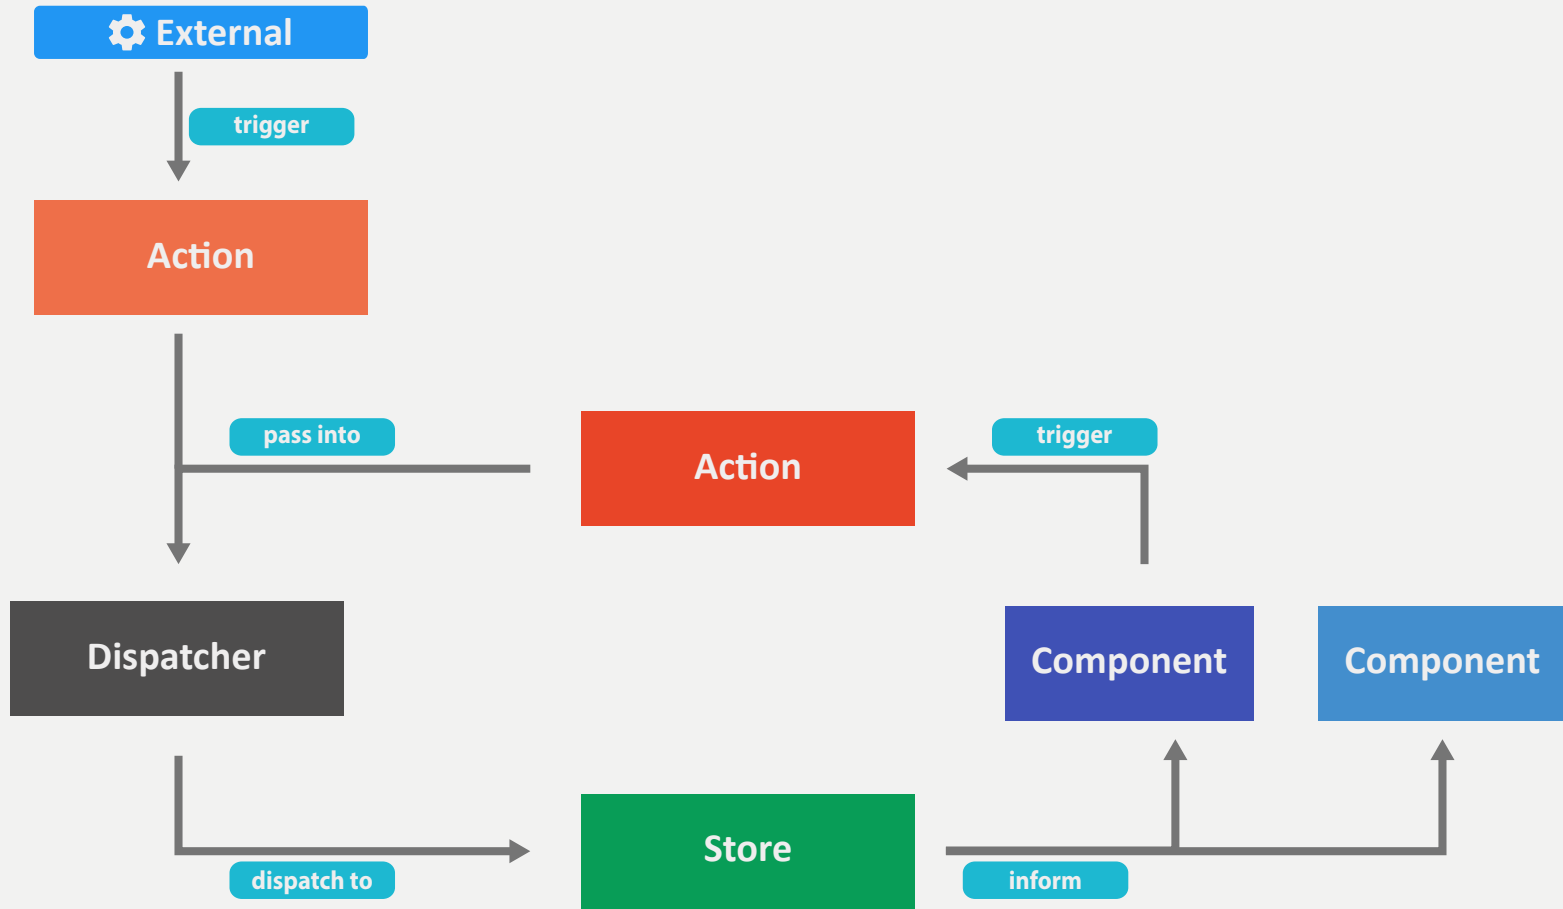 External
trigger
Action
pass into
Action
trigger
Dispatcher
Component
Component
Store
dispatch to
inform